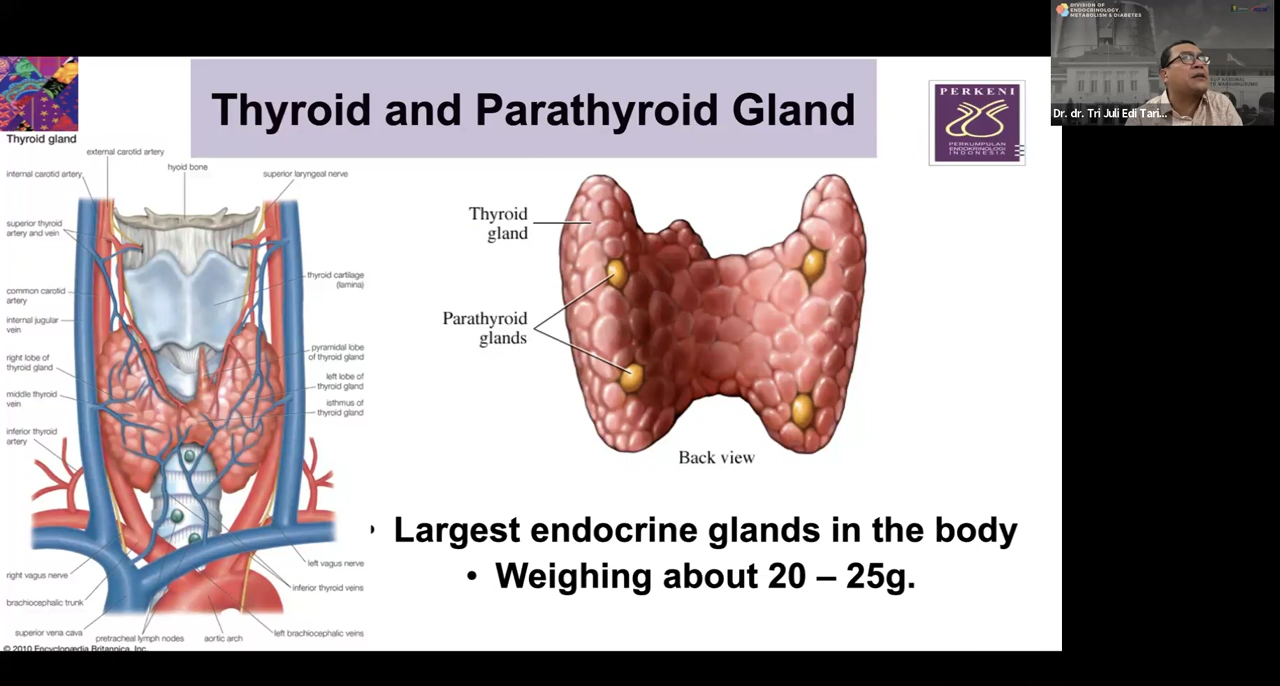 Thyroid and Parathyroid Gland
PERKENI
PERKUMPULAN
ENDOKRINOLOGI
INDONESIA
DIVISION OF
ENDOCRINOLOGY,
METABOLISM & DIABETES
Dr. dr. Tri Juli Edi Tari...
Thyroid gland
external carotid artery
hyoid bone
internal carotid artery
superior laryngeal nerve
superior thyroid
artery and vein
thyroid cartilage
(lamina)
common carotid
artery
internal jugular
vein
pyramidal lobe
of thyroid gland
right lobe of
thyroid gland
left lobe of
thyroid gland
middle thyroid
vein
isthmus of
thyroid gland
inferior thyroid
artery
left vagus nerve
right vagus nerve
inferior thyroid veins
brachiocephalic trunk
superior vena cava
pretracheal lymph nodes
aortic arch
left brachiocephalic veins
© 2010 Encyclopædia Britannica, Inc.
Thyroid
gland
Parathyroid
glands
Back view
Largest endocrine glands in the body
• Weighing about 20 – 25g.